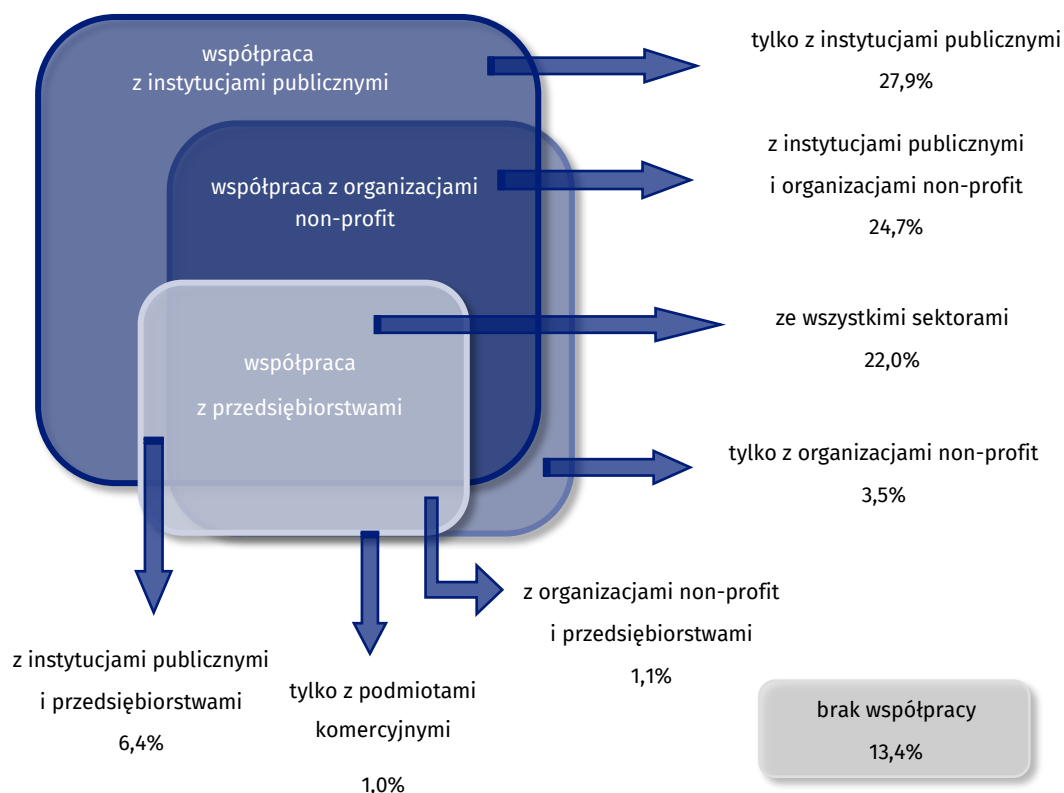 współpraca
z instytucjami publicznymi
tylko z instytucjami publicznymi
27,9%
z instytucjami publicznymi
i organizacjami non-profit
24,7%
współpraca z organizacjami
non-profit
ze wszystkimi sektorami
22,0%
współpraca
z przedsiębiorstwami
tylko z organizacjami non-profit
3,5%
z organizacjami non-profit
i przedsiębiorstwami
1,1%
z instytucjami publicznymi
i przedsiębiorstwami
6,4%
tylko z podmiotami
komercyjnymi
1,0%
brak współpracy
13,4%